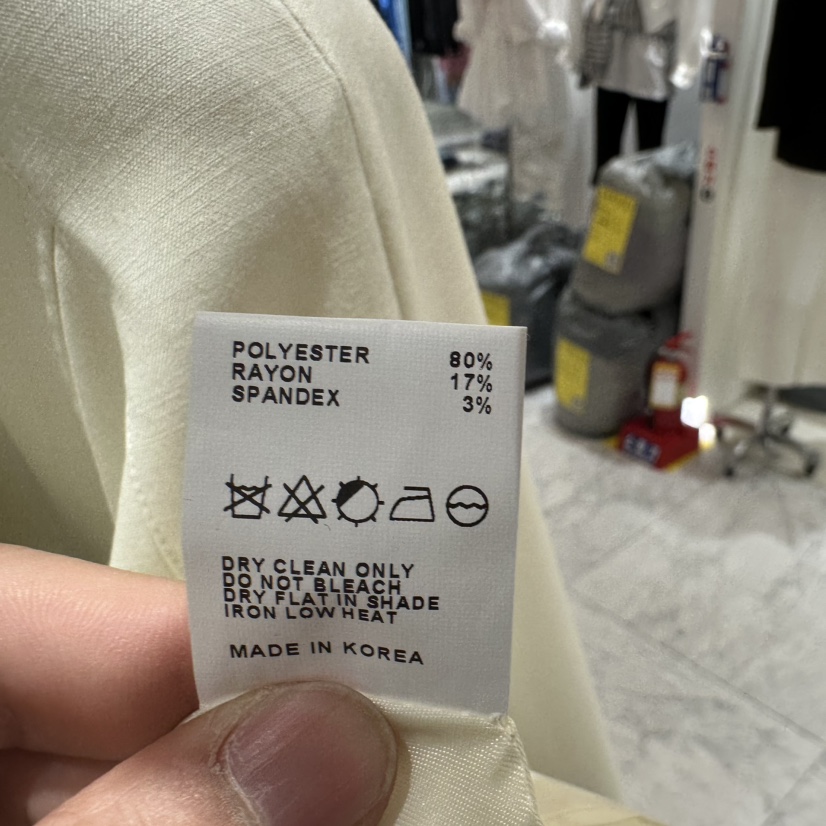 POLYESTER 80%
RAYON 17%
SPANDEX 3%
DRY CLEAN ONLY
DO NOT BLEACH
DRY FLAT IN SHADE
IRON LOW HEAT
MADE IN KOREA